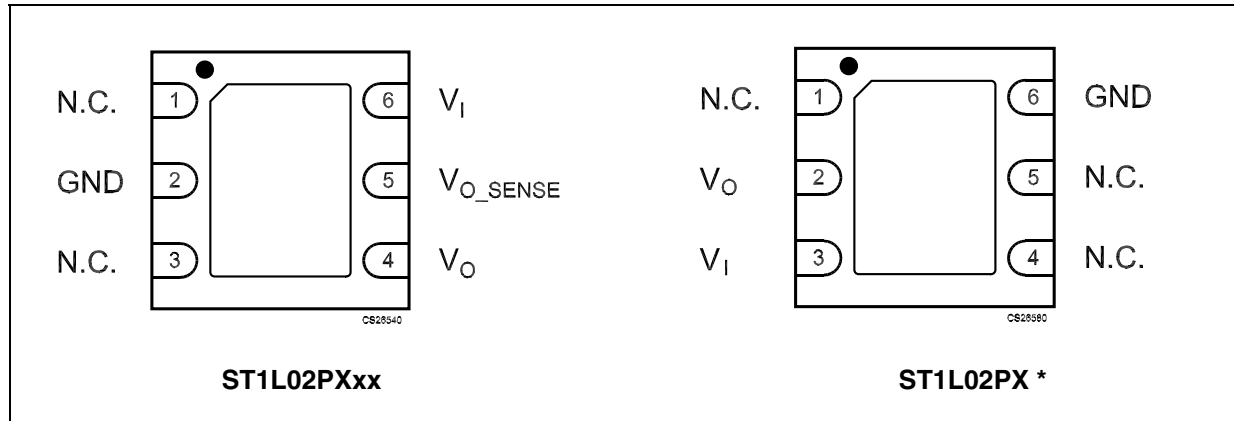 N.C. 1 6 V_I
GND 2 5 V_O_SENSE
N.C. 3 4 V_O
CS26540
ST1L02PXxx
N.C. 1 6 GND
V_O 2 5 N.C.
V_I 3 4 N.C.
CS26560
ST1L02PX *